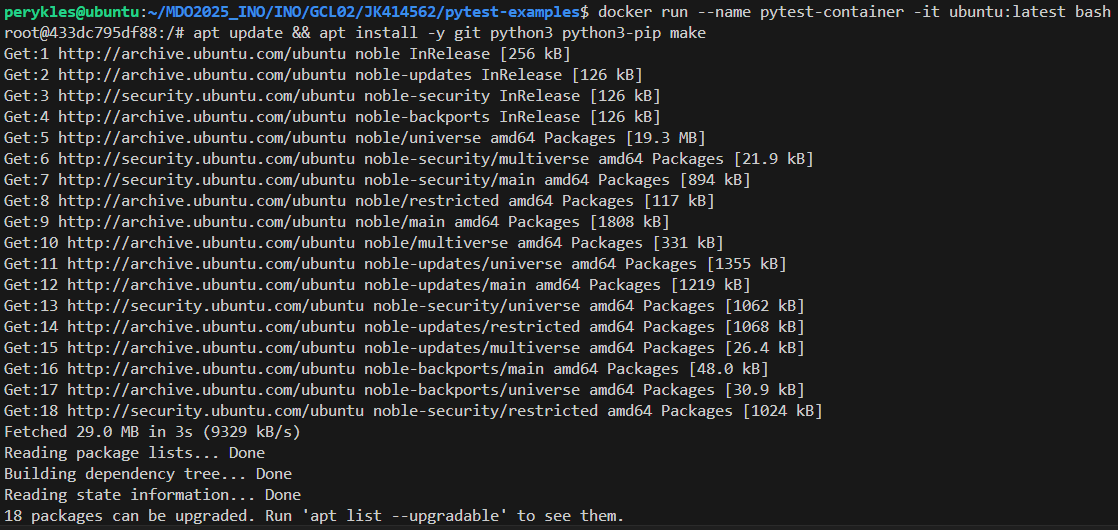 perykles@ubuntu:~/MDO2025_INO/INO/GCL02/JK414562/pytest-examples$ docker run --name pytest-container -it ubuntu:latest bash
root@433dc795df88:/# apt update && apt install -y git python3 python3-pip make
Get:1 http://archive.ubuntu.com/ubuntu noble InRelease [256 kB]
Get:2 http://archive.ubuntu.com/ubuntu noble-updates InRelease [126 kB]
Get:3 http://security.ubuntu.com/ubuntu noble-security InRelease [126 kB]
Get:4 http://archive.ubuntu.com/ubuntu noble-backports InRelease [126 kB]
Get:5 http://archive.ubuntu.com/ubuntu noble/universe amd64 Packages [19.3 MB]
Get:6 http://security.ubuntu.com/ubuntu noble-security/multiverse amd64 Packages [21.9 kB]
Get:7 http://security.ubuntu.com/ubuntu noble-security/main amd64 Packages [894 kB]
Get:8 http://archive.ubuntu.com/ubuntu noble/restricted amd64 Packages [117 kB]
Get:9 http://archive.ubuntu.com/ubuntu noble/main amd64 Packages [1808 kB]
Get:10 http://archive.ubuntu.com/ubuntu noble/multiverse amd64 Packages [331 kB]
Get:11 http://archive.ubuntu.com/ubuntu noble-updates/universe amd64 Packages [1355 kB]
Get:12 http://archive.ubuntu.com/ubuntu noble-updates/main amd64 Packages [1219 kB]
Get:13 http://security.ubuntu.com/ubuntu noble-security/universe amd64 Packages [1062 kB]
Get:14 http://archive.ubuntu.com/ubuntu noble-updates/restricted amd64 Packages [1068 kB]
Get:15 http://archive.ubuntu.com/ubuntu noble-updates/multiverse amd64 Packages [26.4 kB]
Get:16 http://archive.ubuntu.com/ubuntu noble-backports/main amd64 Packages [48.0 kB]
Get:17 http://archive.ubuntu.com/ubuntu noble-backports/universe amd64 Packages [30.9 kB]
Get:18 http://security.ubuntu.com/ubuntu noble-security/restricted amd64 Packages [1024 kB]
Fetched 29.0 MB in 3s (9329 kB/s)
Reading package lists... Done
Building dependency tree... Done
Reading state information... Done
18 packages can be upgraded. Run 'apt list --upgradable' to see them.